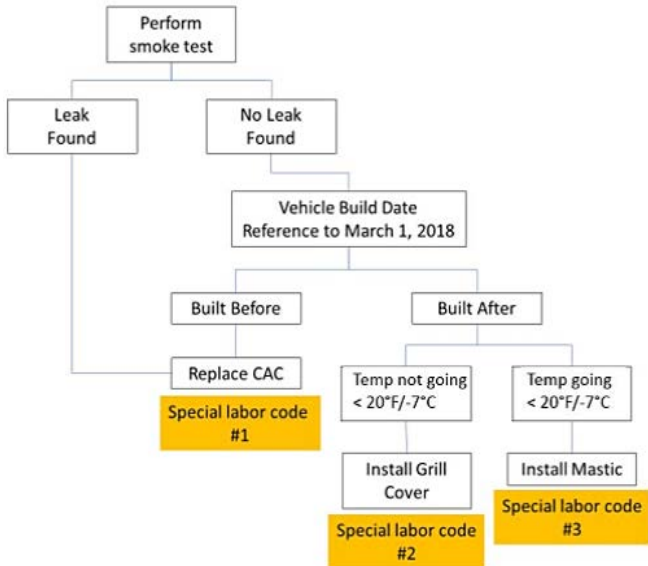 Perform
smoke test
Leak
Found
No Leak
Found
Vehicle Build Date
Reference to March 1, 2018
Built Before
Built After
Replace CAC
Temp not going
< 20°F/-7°C
Temp going
< 20°F/-7°C
Special labor code
#1
Install Grill
Cover
Install Mastic
Special labor code
#2
Special labor code
#3